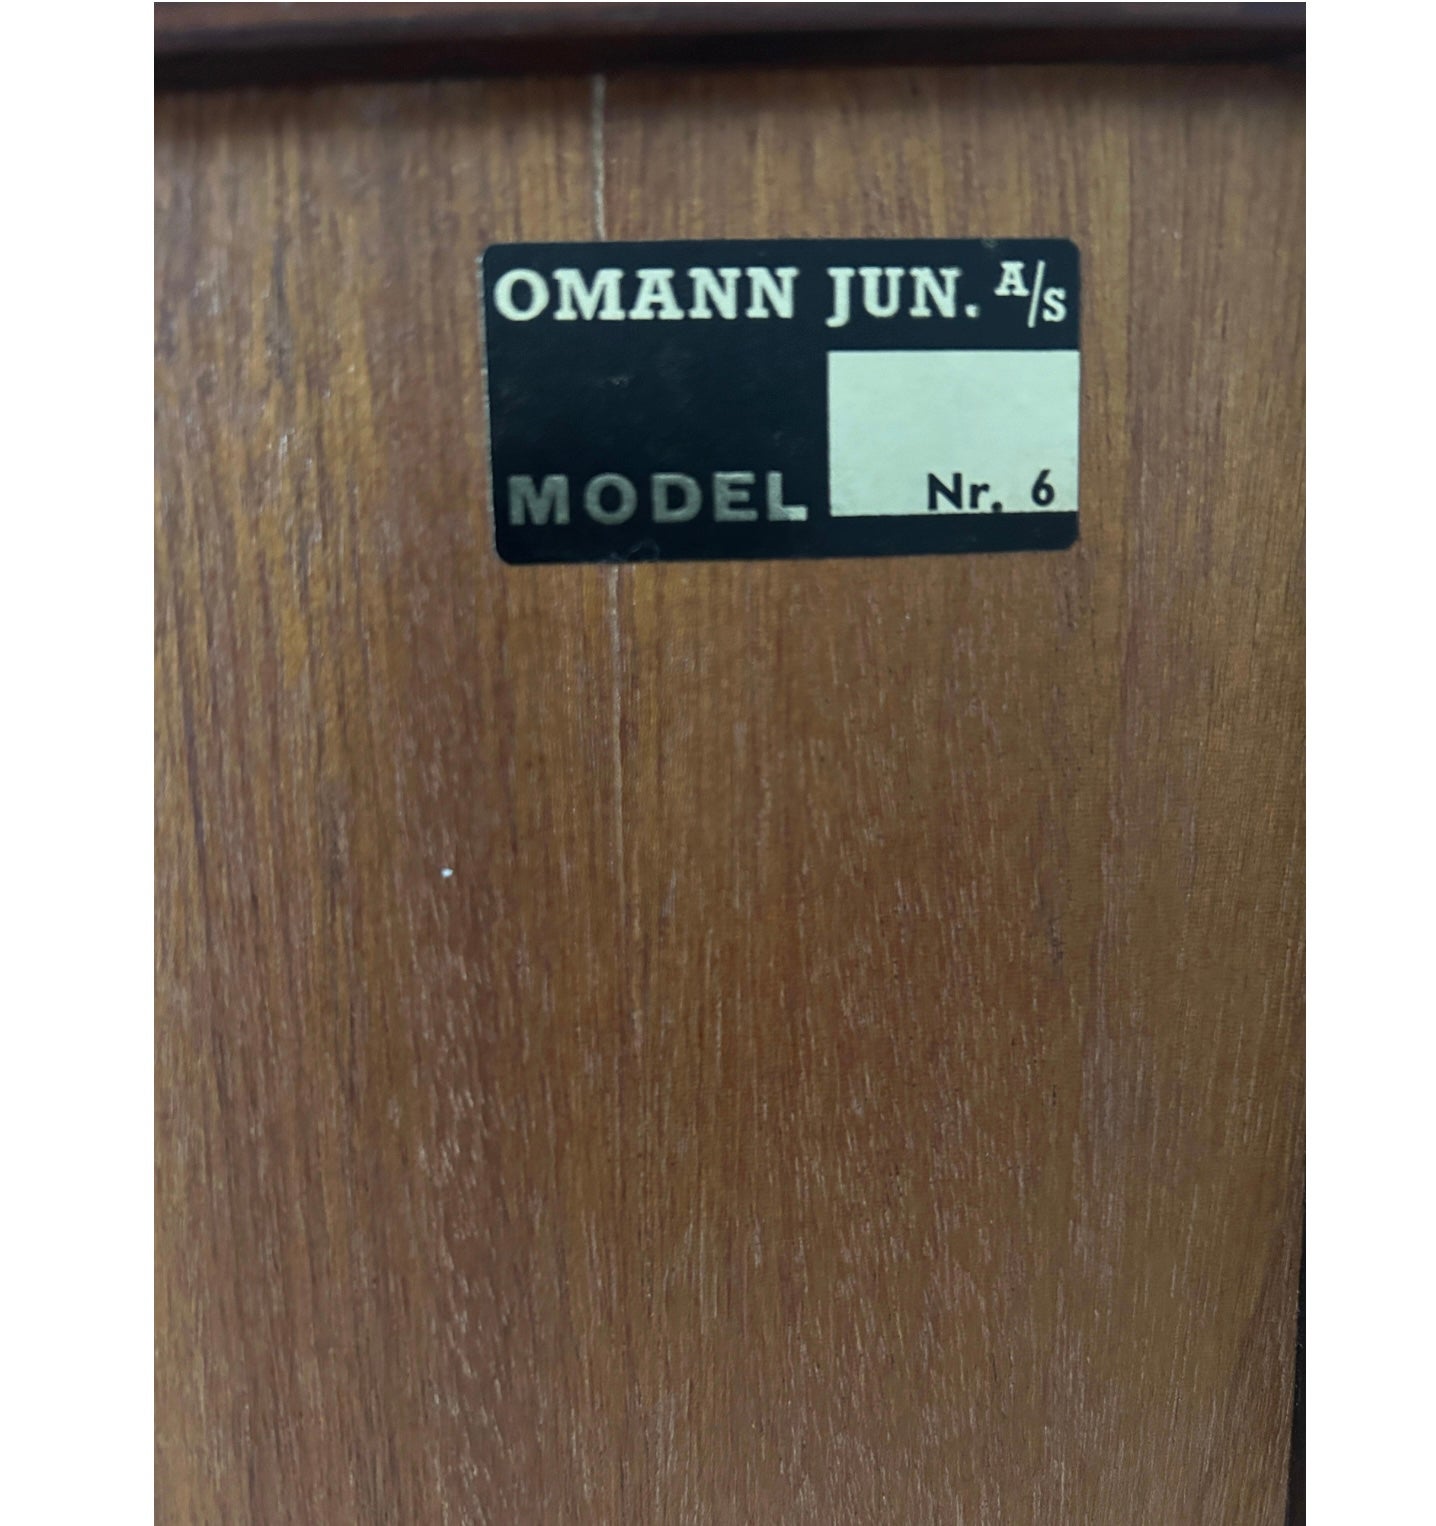 OMANN JUN. A/S
MODEL
Nr. 6